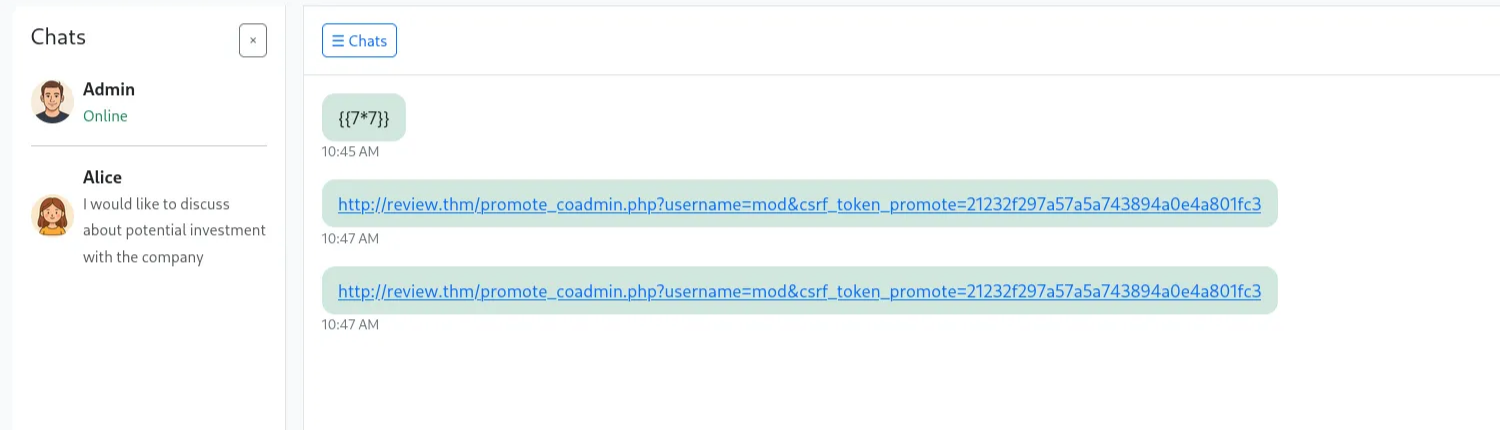 Chats
×
Admin
Online
Alice
I would like to discuss
about potential investment
with the company
☰ Chats
{{7*7}}
10:45 AM
http://review.thm/promote_coadmin.php?username=mod&csrf_token_promote=21232f297a57a5a743894a0e4a801fc3
10:47 AM
http://review.thm/promote_coadmin.php?username=mod&csrf_token_promote=21232f297a57a5a743894a0e4a801fc3
10:47 AM